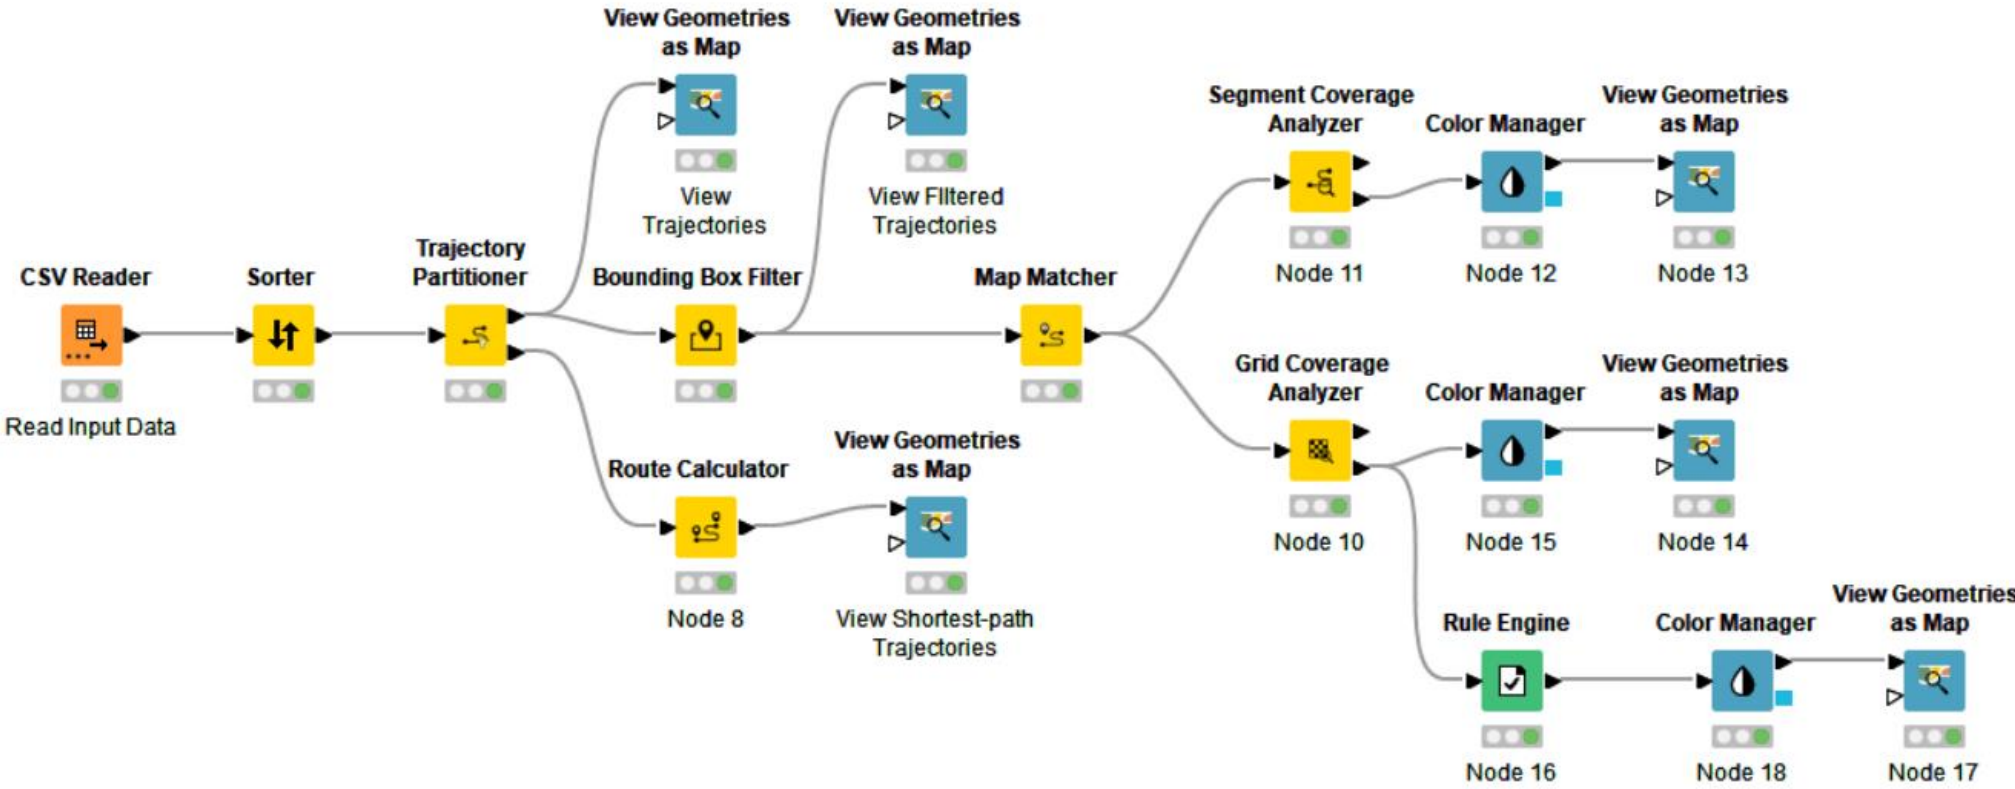 View Geometries
as Map
View
Trajectories
View Geometries
as Map
View FIltered
Trajectories
CSV Reader
Read Input Data
Sorter
Trajectory
Partitioner
Bounding Box Filter
Map Matcher
Route Calculator
Node 8
View Geometries
as Map
View Shortest-path
Trajectories
Segment Coverage
Analyzer
Node 11
Color Manager
Node 12
View Geometries
as Map
Node 13
Grid Coverage
Analyzer
Node 10
Color Manager
Node 15
View Geometries
as Map
Node 14
Rule Engine
Node 16
Color Manager
Node 18
View Geometries
as Map
Node 17